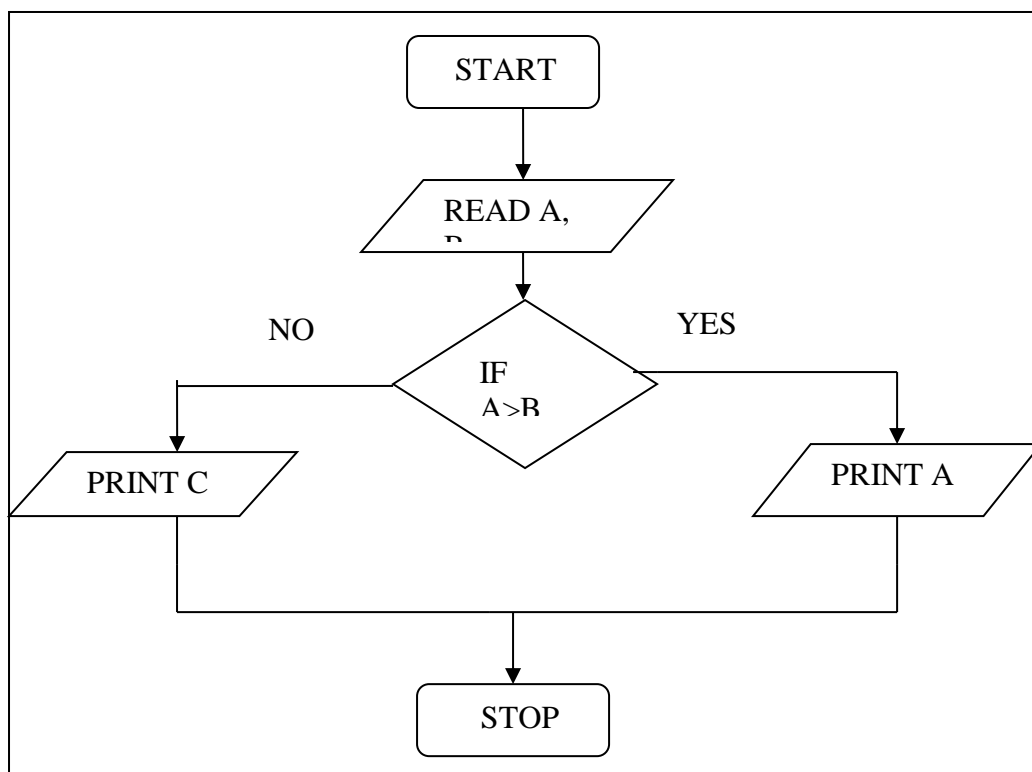 START
READ A,
NO
YES
IF
A>B
PRINT C
PRINT A
STOP